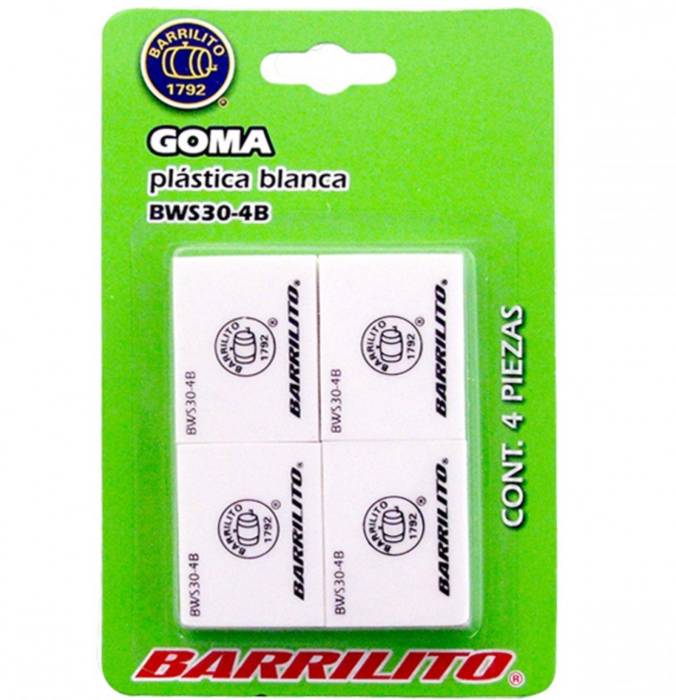 BARRILITO
1792
®
GOMA
plástica blanca
BWS30-4B
BWS30-4B
BARRILITO
1792
®
BARRILITO®
BWS30-4B
BARRILITO
1792
®
BARRILITO®
CONT. 4 PIEZAS
BWS30-4B
BARRILITO
1792
®
BARRILITO®
BWS30-4B
BARRILITO
1792
®
BARRILITO®
BARRILITO®